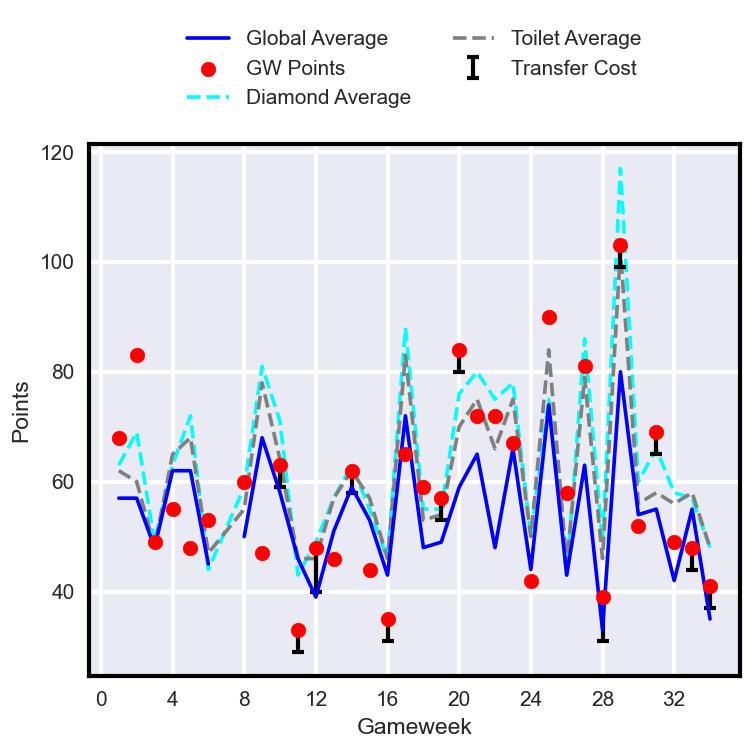 Global Average
GW Points
Diamond Average
Toilet Average
Transfer Cost
120
100
80
60
40
Points
0 4 8 12 16 20 24 28 32
Gameweek